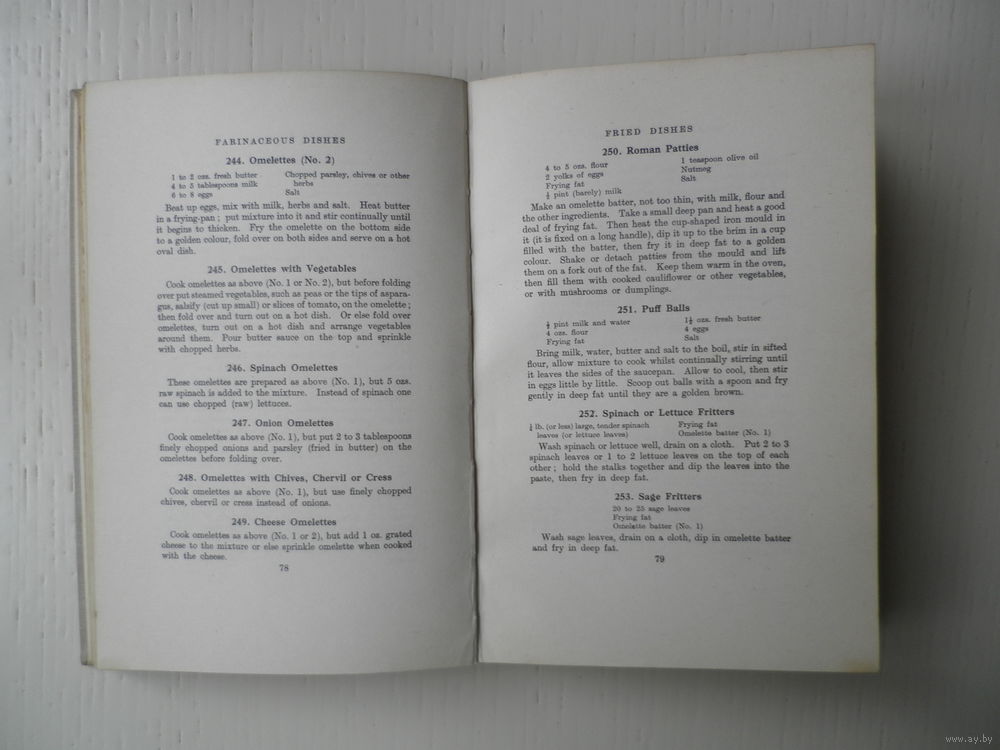 FARINACEOUS DISHES
244. Omelettes (No. 2)
1 to 2 ozs. fresh butter
4 to 5 tablespoons milk
6 to 8 eggs
Chopped parsley, chives or other
herbs
Salt
Beat up eggs, mix with milk, herbs and salt. Heat butter
in a frying-pan; put mixture into it and stir continually until
it begins to thicken. Fry the omelette on the bottom side
to a golden colour, fold over on both sides and serve on a hot
oval dish.
245. Omelettes with Vegetables
Cook omelettes as above (No. 1 or No. 2), but before folding
over put steamed vegetables, such as peas or the tips of aspara-
gus, salsify (cut up small) or slices of tomato, on the omelette;
then fold over and turn out on a hot dish. Or else fold over
omelettes, turn out on a hot dish and arrange vegetables
around them. Pour butter sauce on the top and sprinkle
with chopped herbs.
246. Spinach Omelettes
These omelettes are prepared as above (No. 1), but 5 ozs.
raw spinach is added to the mixture. Instead of spinach one
can use chopped (raw) lettuces.
247. Onion Omelettes
Cook omelettes as above (No. 1), but put 2 to 3 tablespoons
finely chopped onions and parsley (fried in butter) on the
omelettes before folding over.
248. Omelettes with Chives, Chervil or Cress
Cook omelettes as above (No. 1), but use finely chopped
chives, chervil or cress instead of onions.
249. Cheese Omelettes
Cook omelettes as above (No. 1 or 2), but add 1 oz. grated
cheese to the mixture or else sprinkle omelette when cooked
with the cheese.
78
FRIED DISHES
250. Roman Patties
4 to 5 ozs. flour
2 yolks of eggs
Frying fat
½ pint (barely) milk
1 teaspoon olive oil
Nutmeg
Salt
Make an omelette batter, not too thin, with milk, flour and
the other ingredients. Take a small deep pan and heat a good
deal of frying fat. Then heat the cup-shaped iron mould in
it (it is fixed on a long handle), dip it up to the brim in a cup
filled with the batter, then fry it in deep fat to a golden
colour. Shake or detach patties from the mould and lift
them on a fork out of the fat. Keep them warm in the oven,
then fill them with cooked cauliflower or other vegetables,
or with mushrooms or dumplings.
251. Puff Balls
½ pint milk and water
4 ozs. flour
Frying fat
1½ ozs. fresh butter
4 eggs
Salt
Bring milk, water, butter and salt to the boil, stir in sifted
flour, allow mixture to cook whilst continually stirring until
it leaves the sides of the saucepan. Allow to cool, then stir
in eggs little by little. Scoop out balls with a spoon and fry
gently in deep fat until they are a golden brown.
252. Spinach or Lettuce Fritters
lb. (or less) large, tender spinach
leaves (or lettuce leaves)
Frying fat
Omelette batter (No. 1)
Wash spinach or lettuce well, drain on a cloth. Put 2 to 3
spinach leaves or 1 to 2 lettuce leaves on the top of each
other; hold the stalks together and dip the leaves into the
paste, then fry in deep fat.
253. Sage Fritters
20 to 25 sage leaves
Frying fat
Omelette batter (No. 1)
Wash sage leaves, drain on a cloth, dip in omelette batter
and fry in deep fat.
79
www.ay.by